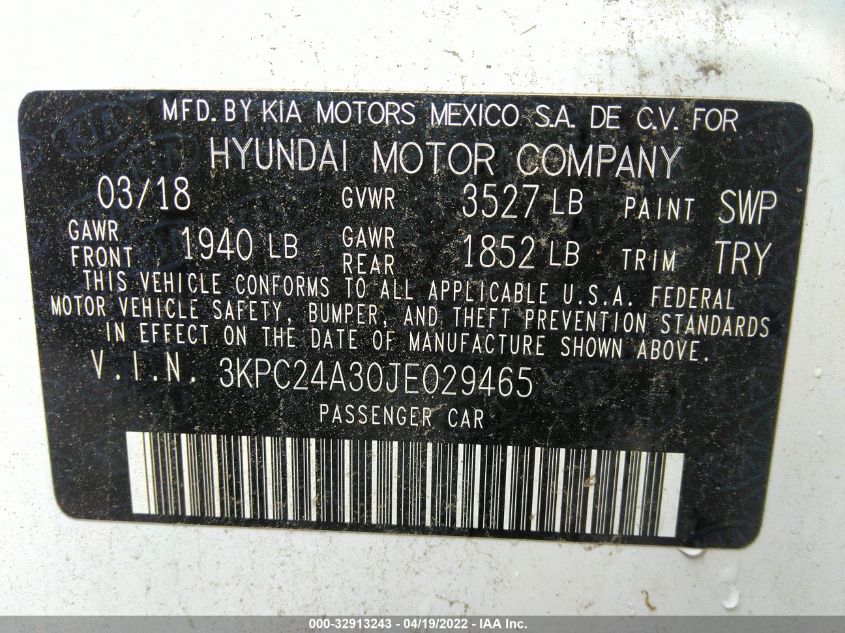 MFD. BY KIA MOTORS MEXICO S.A. DE C.V. FOR
HYUNDAI MOTOR COMPANY
03/18 GVWR 3527 LB PAINT SWP
GAWR FRONT 1940 LB GAWR REAR 1852 LB TRIM TRY
THIS VEHICLE CONFORMS TO ALL APPLICABLE U.S.A. FEDERAL
MOTOR VEHICLE SAFETY, BUMPER, AND THEFT PREVENTION STANDARDS
IN EFFECT ON THE DATE OF MANUFACTURE SHOWN ABOVE.
V.I.N. 3KPC24A30JE029465
PASSENGER CAR
000-32913243 - 04/19/2022 - IAA Inc.